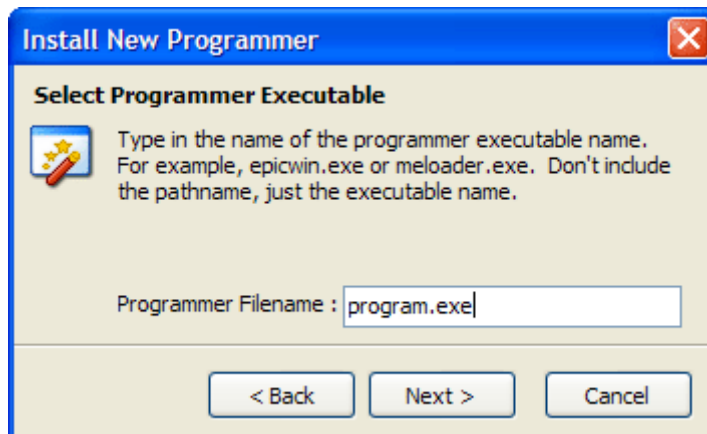 Install New Programmer
Select Programmer Executable
Type in the name of the programmer executable name.
For example, epicwin.exe or meloader.exe.  Don't include
the pathname, just the executable name.
Programmer Filename : program.exe
< Back Next > Cancel